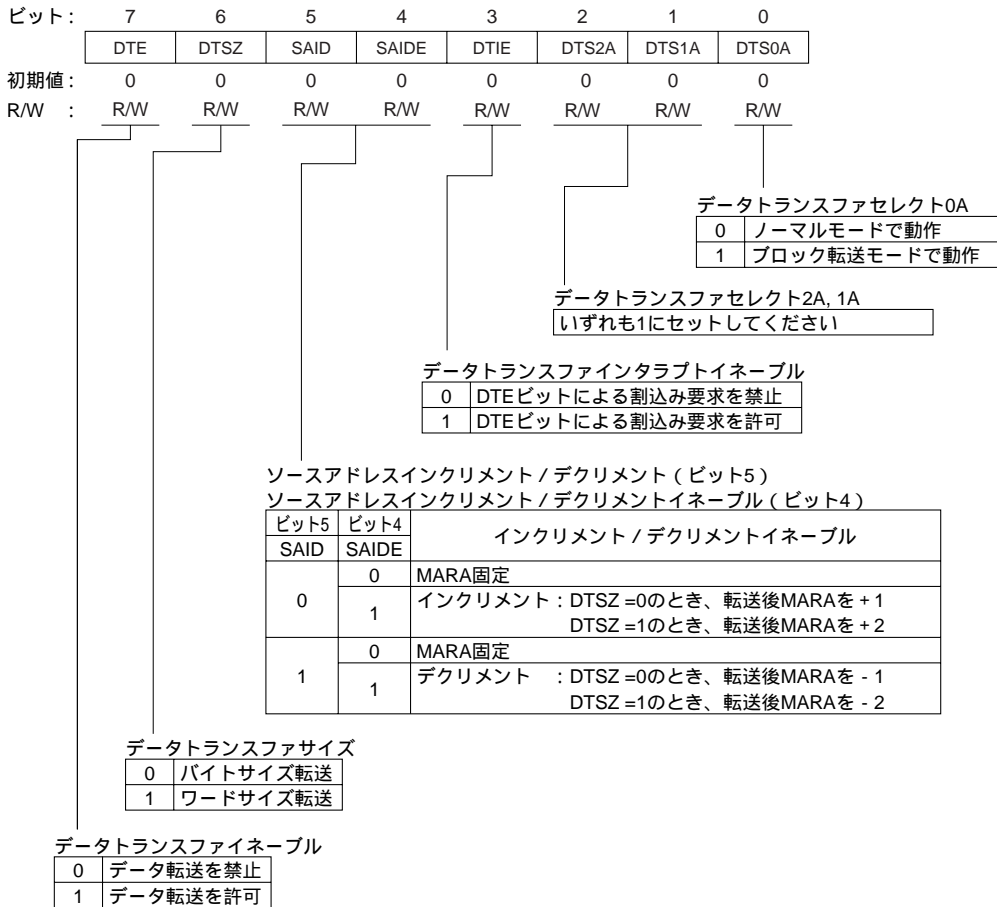 ビット : 7 6 5 4 3 2 1 0
DTE DTSZ SAID SAIDE DTIE DTS2A DTS1A DTS0A
初期値 : 0 0 0 0 0 0 0 0
R/W : R/W R/W R/W R/W R/W R/W R/W R/W
データトランスファセレクト0A
0 ノーマルモードで動作
1 ブロック転送モードで動作
データトランスファセレクト2A, 1A
いずれも1にセットしてください
データトランスファインタラプトイネーブル
0 DTEビットによる割込み要求を禁止
1 DTEビットによる割込み要求を許可
ソースアドレスインクリメント / デクリメント ( ビット5 )
ソースアドレスインクリメント / デクリメントイネーブル ( ビット4 )
ビット5 ビット4 インクリメント / デクリメントイネーブル
SAID SAIDE
0 0 MARA固定
1 インクリメント : DTSZ =0のとき、転送後MARAを + 1
DTSZ =1のとき、転送後MARAを + 2
1 0 MARA固定
1 デクリメント : DTSZ =0のとき、転送後MARAを - 1
DTSZ =1のとき、転送後MARAを - 2
データトランスファサイズ
0 バイトサイズ転送
1 ワードサイズ転送
データトランスファイネーブル
0 データ転送を禁止
1 データ転送を許可